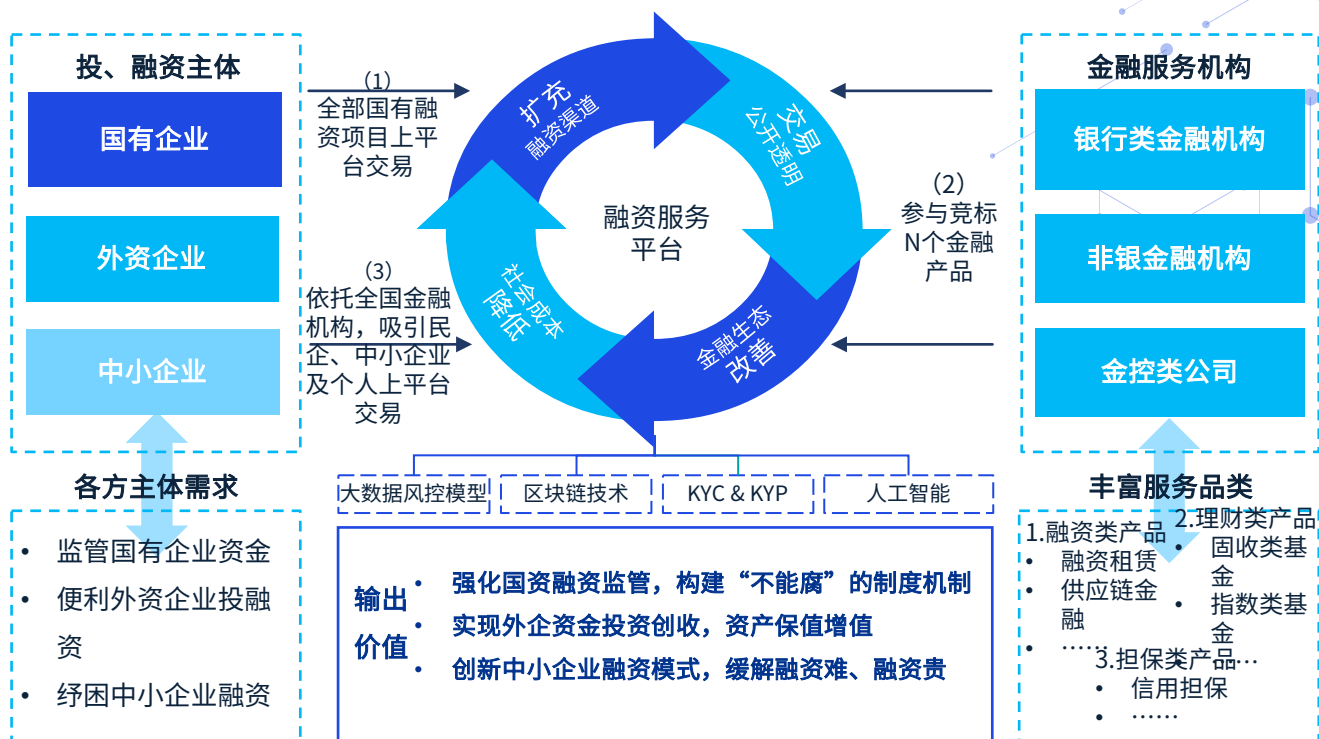 投、融资主体
国有企业
外资企业
中小企业
各方主体需求
• 监管国有企业资金
• 便利外资企业投融
资
• 纾困中小企业融资
（1）
全部国有融
资项目上平
台交易
（3）
依托全国金融
机构，吸引民
企、中小企业
及个人上平台
交易
扩充
融资渠道
交易
公开透明
融资服务
平台
社会成本
降低
金融生态
改善
（2）
参与竞标
N个金融
产品
金融服务机构
银行类金融机构
非银金融机构
金控类公司
大数据风控模型
区块链技术
KYC & KYP
人工智能
输出
价值
• 强化国资融资监管，构建“不能腐”的制度机制
• 实现外企资金投资创收，资产保值增值
• 创新中小企业融资模式，缓解融资难、融资贵
丰富服务品类
1.融资类产品
• 融资租赁
• 供应链金
融
• ……
2.理财类产品
• 固收类基
金
• 指数类基
金
• ……
3.担保类产品
• 信用担保
• ……